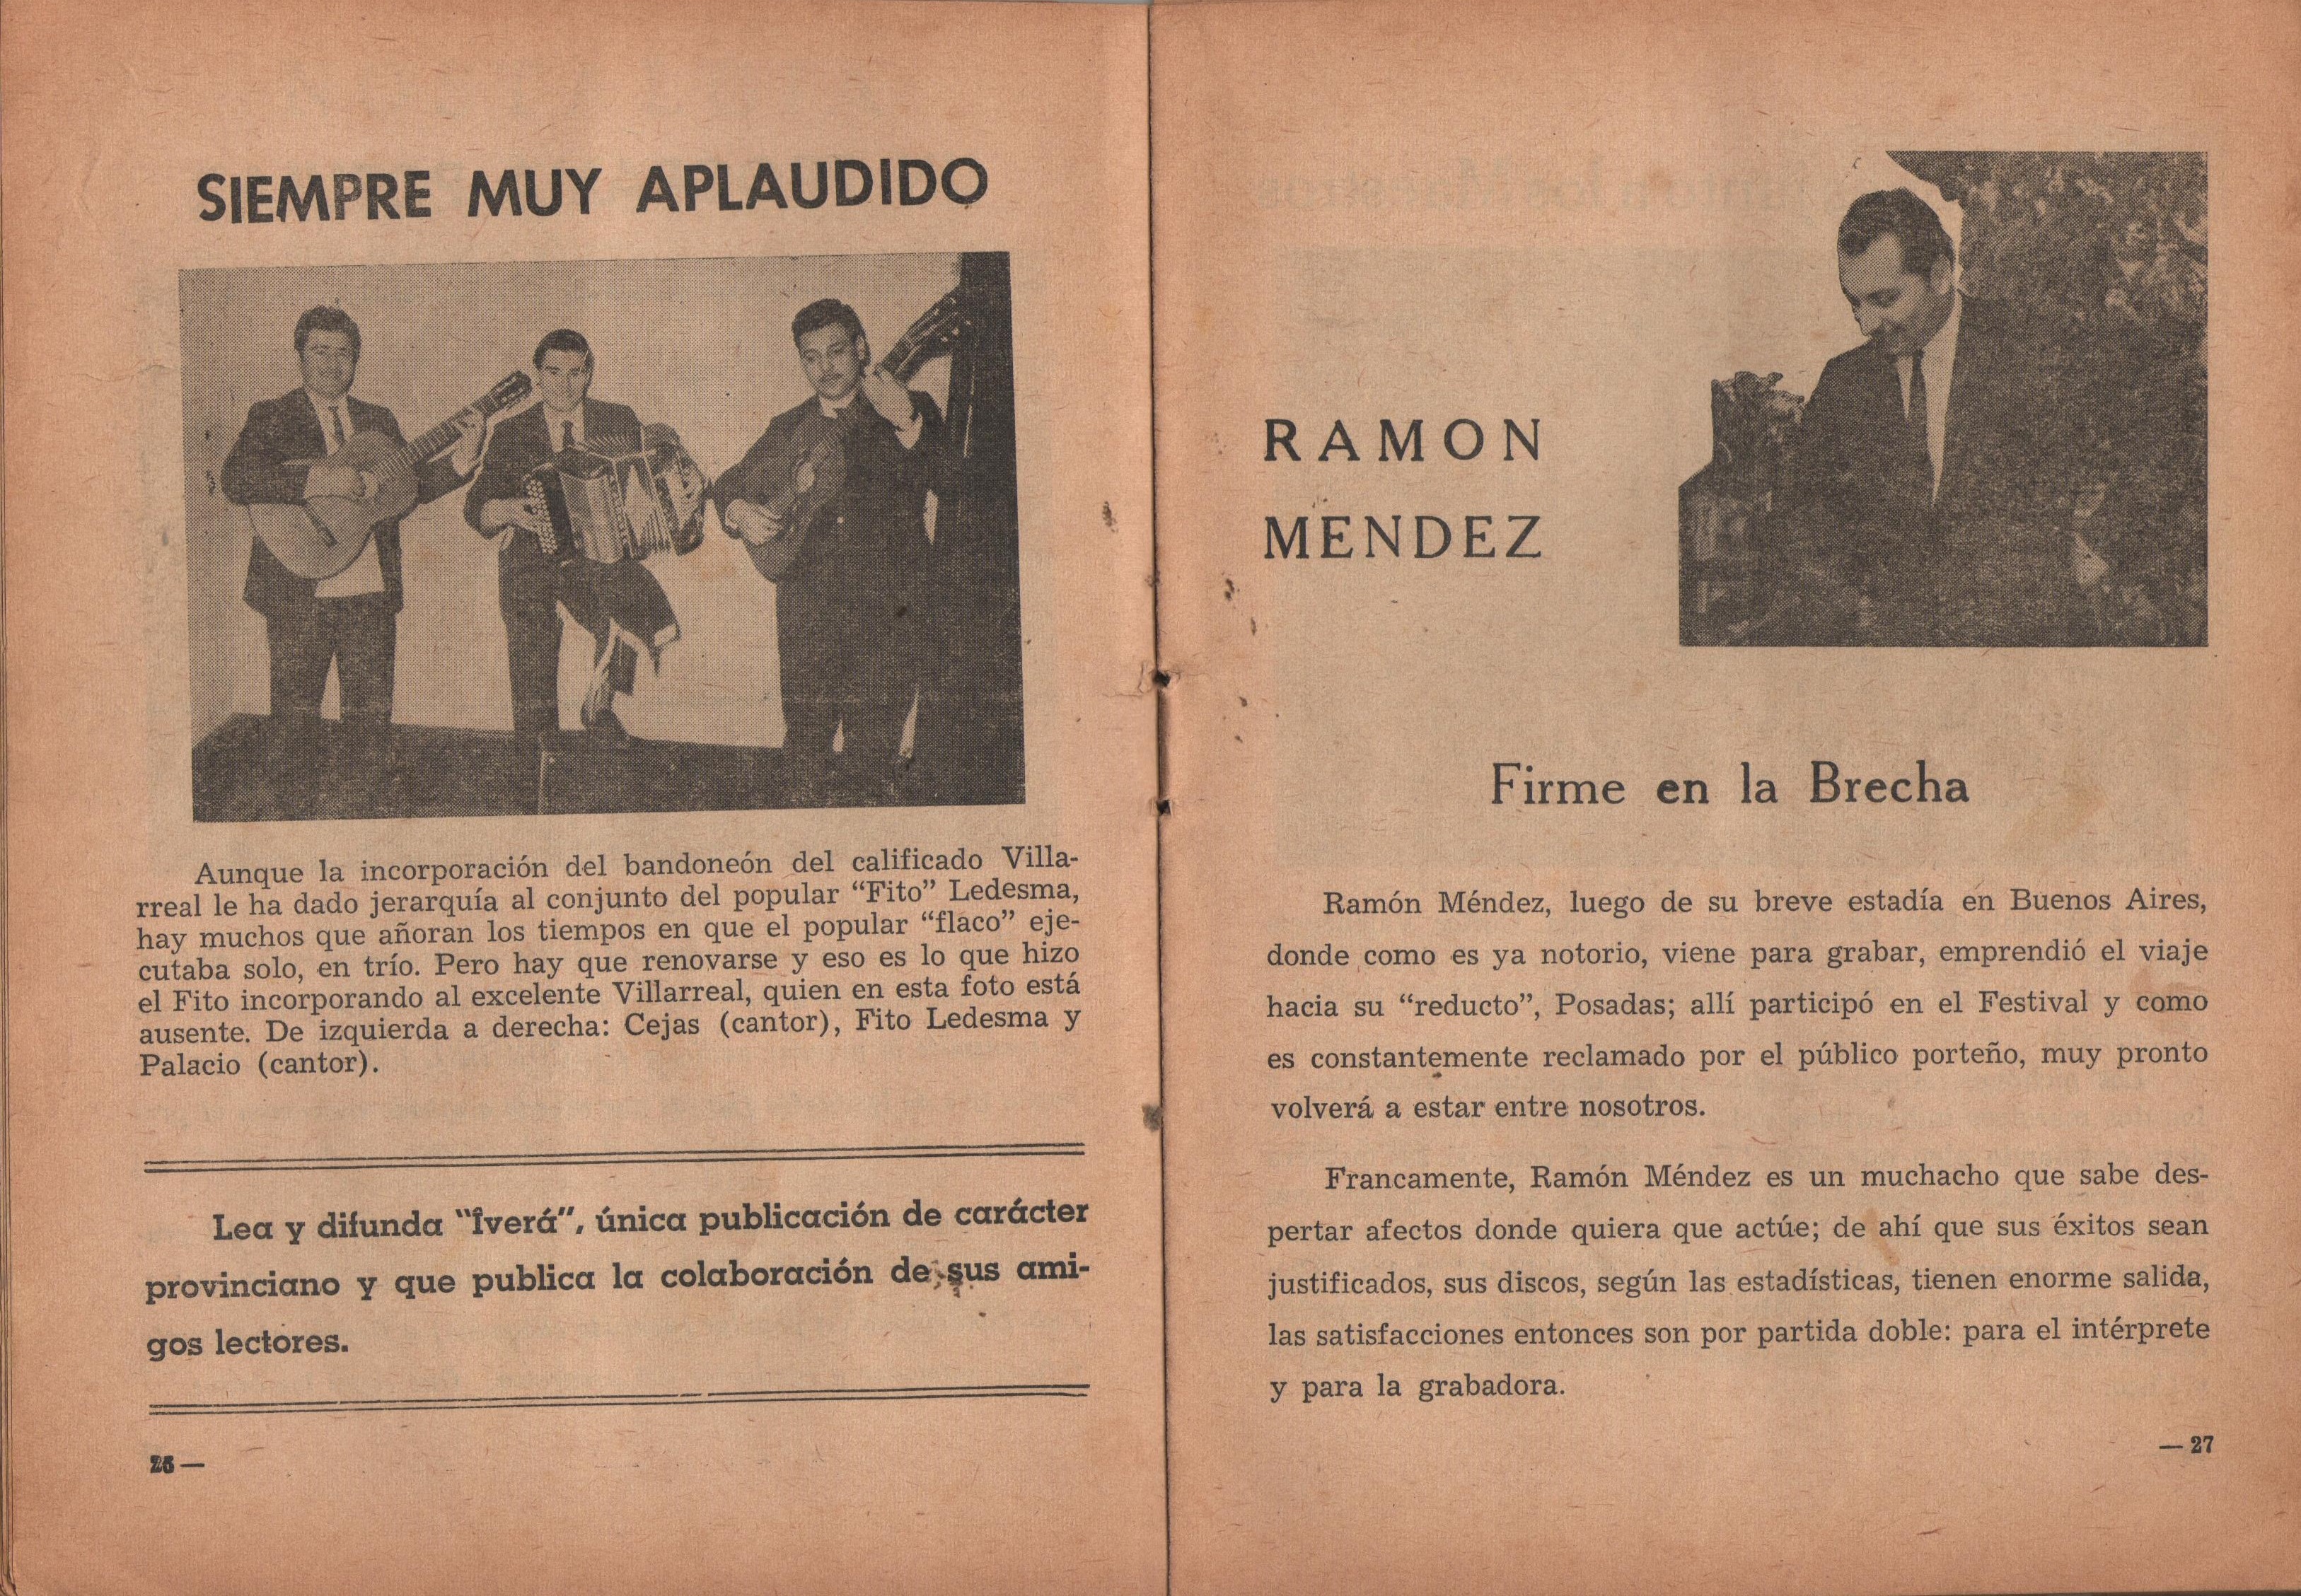 SIEMPRE MUY APLAUDIDO
Aunque la incorporación del bandoneón del calificado Villa-
rreal le ha dado jerarquía al conjunto del popular “Fito” Ledesma,
hay muchos que añoran los tiempos en que el popular “flaco” eje-
cutaba solo, en trío. Pero hay que renovarse y eso es lo que hizo
el Fito incorporando al excelente Villarreal, quien en esta foto está
ausente. De izquierda a derecha: Cejas (cantor), Fito Ledesma y
Palacio (cantor).
Lea y difunda “Iverá”, única publicación de carácter
provinciano y que publica la colaboración de sus ami-
gos lectores.
26 —
RAMON
MENDEZ
Firme en la Brecha
Ramón Méndez, luego de su breve estadía en Buenos Aires,
donde como es ya notorio, viene para grabar, emprendió el viaje
hacia su “reducto”, Posadas; allí participó en el Festival y como
es constantemente reclamado por el público porteño, muy pronto
volverá a estar entre nosotros.
Francamente, Ramón Méndez es un muchacho que sabe des-
pertar afectos donde quiera que actúe; de ahí que sus éxitos sean
justificados, sus discos, según las estadísticas, tienen enorme salida,
las satisfacciones entonces son por partida doble: para el intérprete
y para la grabadora.
— 27